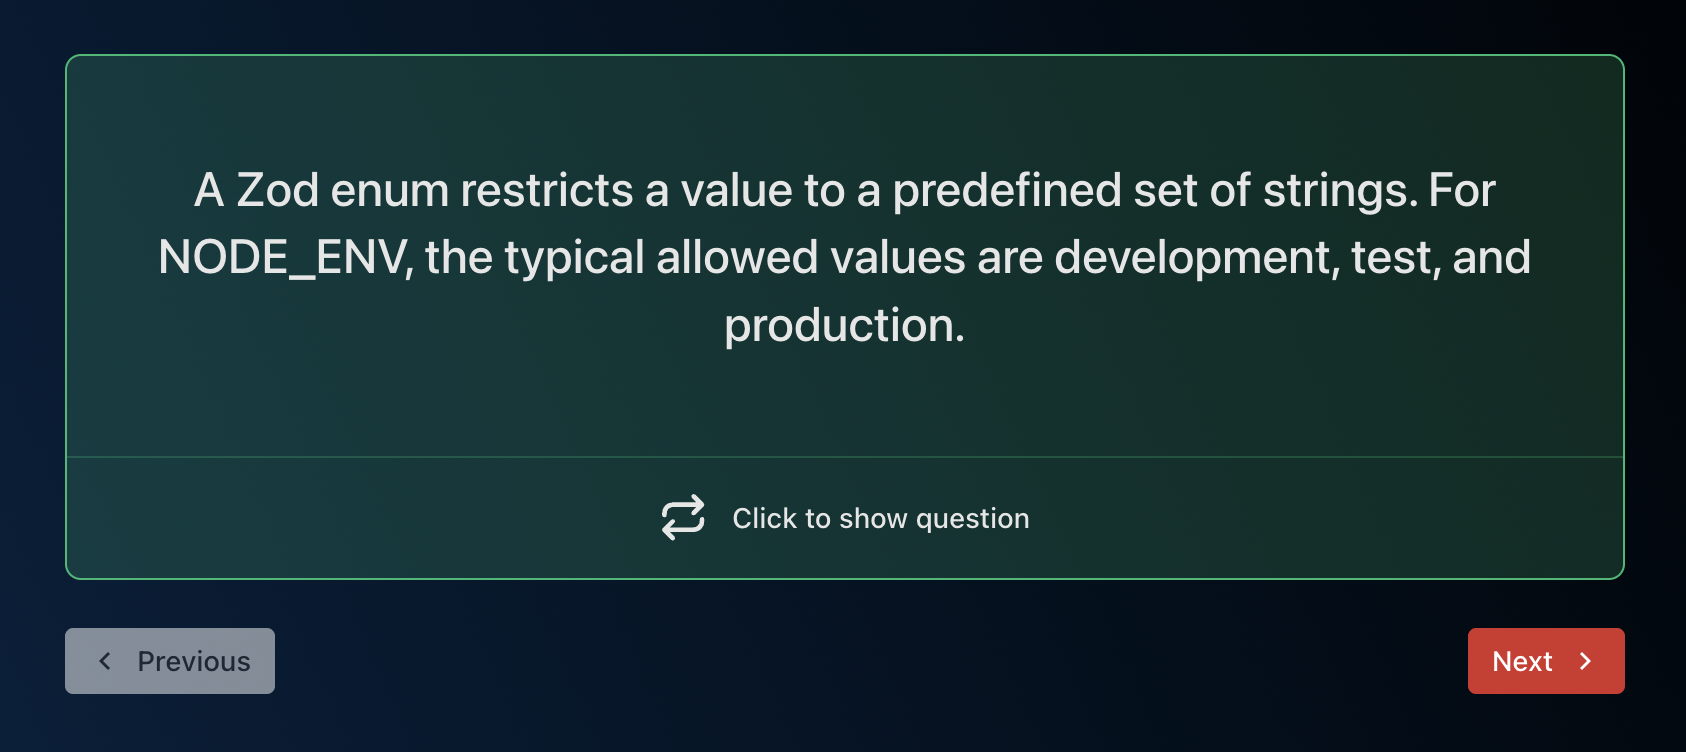 A Zod enum restricts a value to a predefined set of strings. For
NODE_ENV, the typical allowed values are development, test, and
production.
Click to show question
Previous
Next